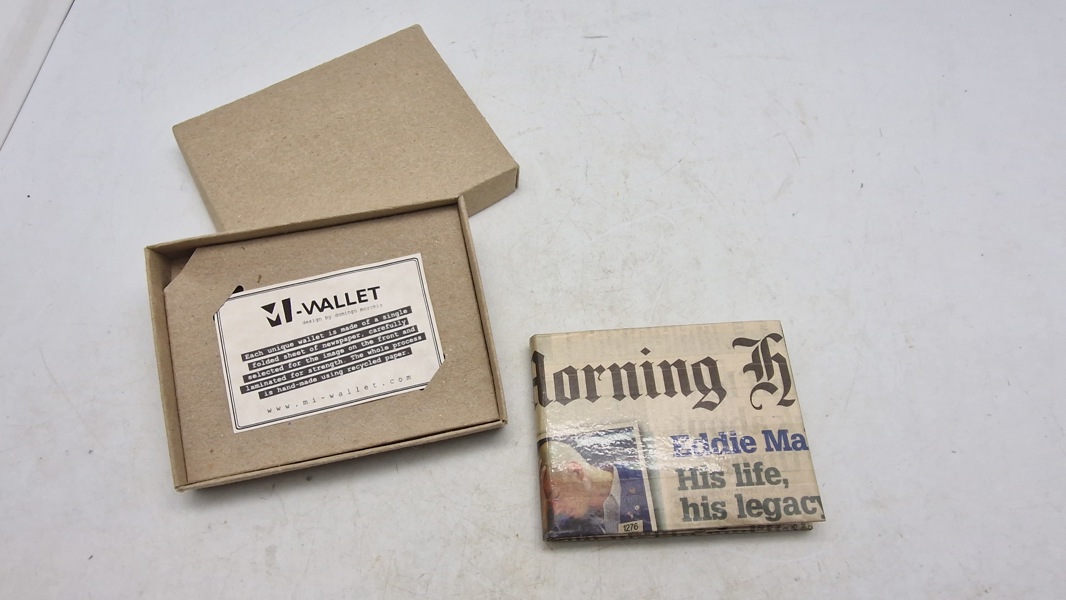 MI-WALLET
design by domingo
Each unique wallet is made of a single
folded sheet of newspaper, carefully
selected for the image on the front and
laminated for strength. The whole process
is hand-made using recycled paper.
www.mi-wallet.com
Morning H
Eddie Ma
His life,
his legacy
1276